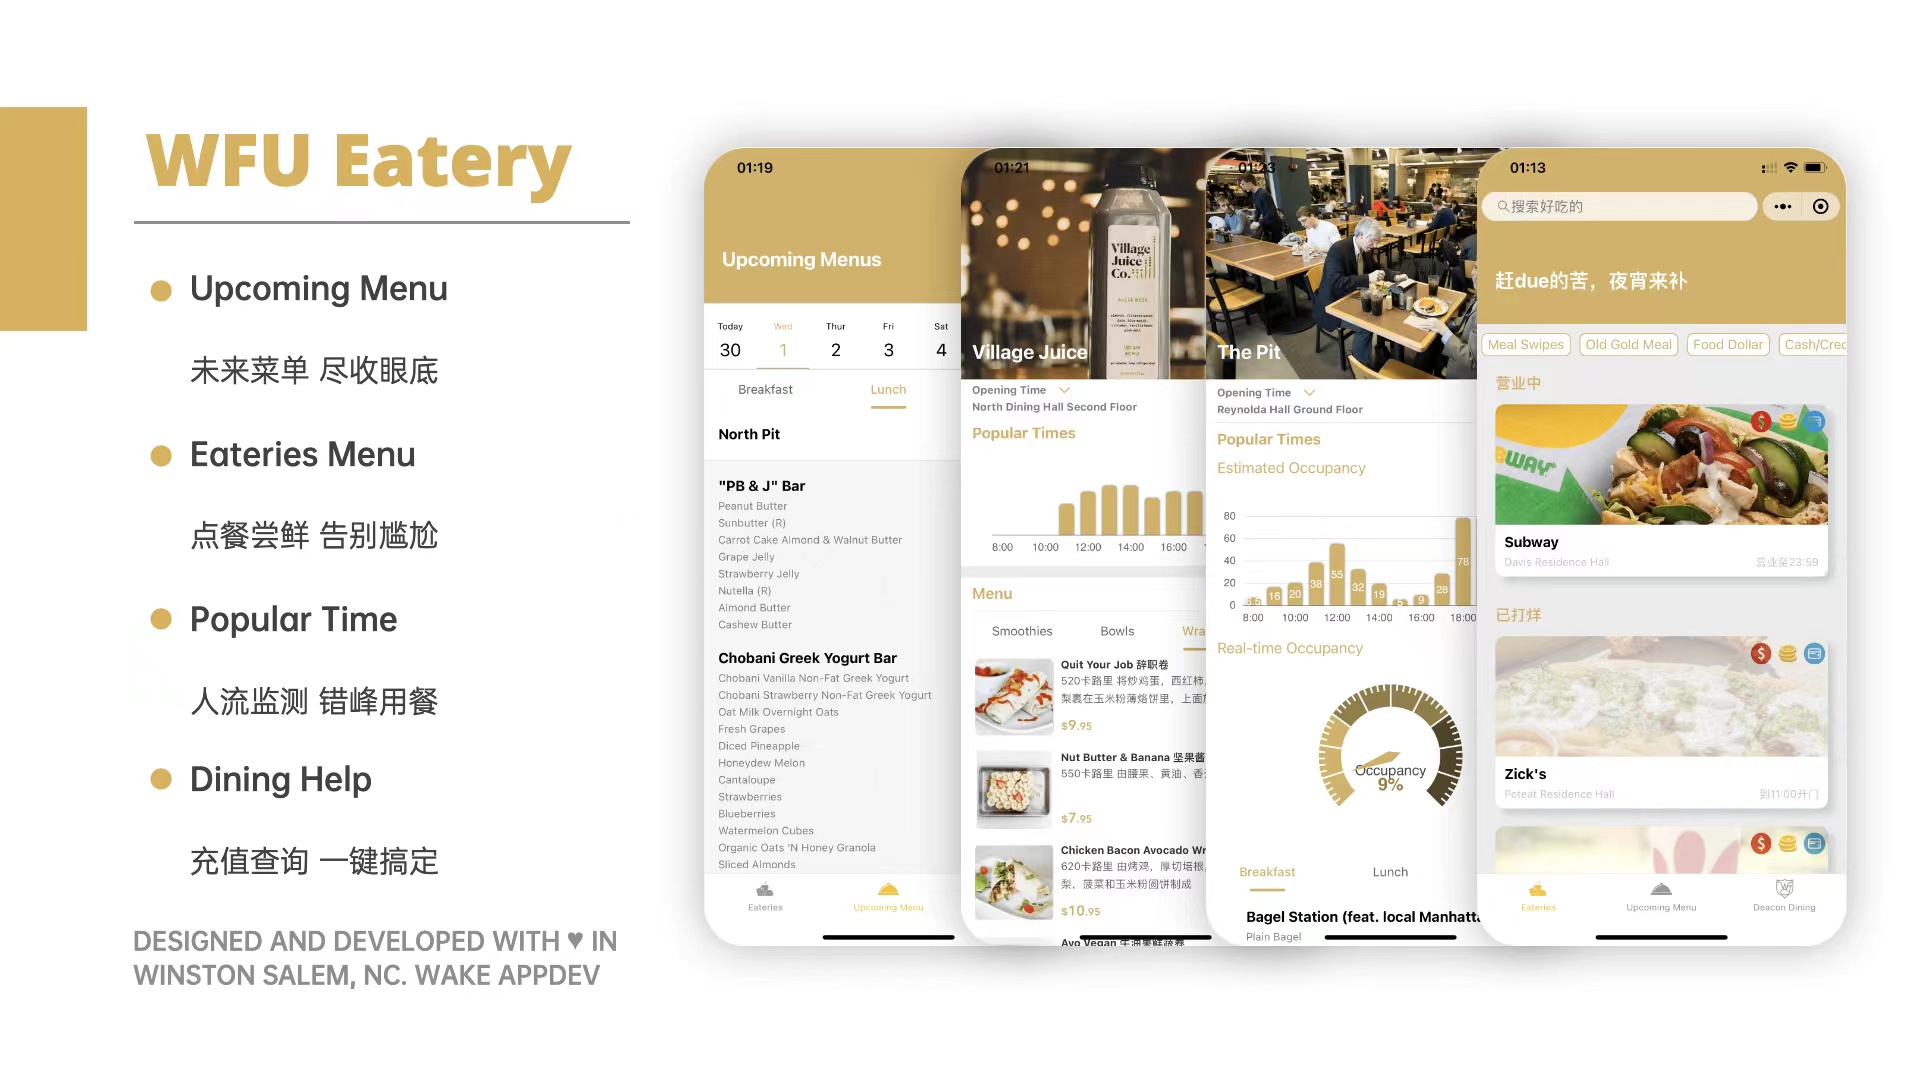 WFU Eatery
Upcoming Menu
未来菜单 尽收眼底
Eateries Menu
点餐尝鲜 告别尴尬
Popular Time
人流监测 错峰用餐
Dining Help
充值查询 一键搞定
DESIGNED AND DEVELOPED WITH ♥ IN
WINSTON SALEM, NC. WAKE APPDEV
01:19
Upcoming Menus
Today Wed Thur Fri Sat
30 1 2 3 4
Breakfast Lunch
North Pit
"PB & J" Bar
Peanut Butter
Sunbutter (R)
Carrot Cake Almond & Walnut Butter
Grape Jelly
Strawberry Jelly
Nutella (R)
Almond Butter
Cashew Butter
Chobani Greek Yogurt Bar
Chobani Vanilla Non-Fat Greek Yogurt
Chobani Strawberry Non-Fat Greek Yogurt
Oat Milk Overnight Oats
Fresh Grapes
Diced Pineapple
Honeydew Melon
Cantaloupe
Strawberries
Blueberries
Watermelon Cubes
Organic Oats 'N Honey Granola
Sliced Almonds
Eateries Upcoming Menu
01:21
Village
Juice
Co.
Village Juice
Opening Time
North Dining Hall Second Floor
Popular Times
8:00 10:00 12:00 14:00 16:00
Menu
Smoothies Bowls Wra
Quit Your Job 辞职卷
520卡路里 将炒鸡蛋，西红柿，
梨裹在玉米粉薄烙饼里，上面
$9.95
Nut Butter & Banana 坚果酱
550卡路里 由腰果、黄油、香
$7.95
Chicken Bacon Avocado Wr
620卡路里 由烤鸡，厚切培根，
梨，菠菜和玉米粉圆饼制成
$10.95
Avo Vegan
01:23
The Pit
Opening Time
Reynolda Hall Ground Floor
Popular Times
Estimated Occupancy
80
60
40
20
0
6.5 16 20 38 55 32 19 5 9 28 78
8:00 10:00 12:00 14:00 16:00 18:00
Real-time Occupancy
Occupancy
9%
Breakfast Lunch
Bagel Station (feat. local Manhatta
Plain Bagel
01:13
搜索好吃的
赶due的苦，夜宵来补
Meal Swipes Old Gold Meal Food Dollar Cash/Cred
营业中
BWAY
Subway
Davis Residence Hall 营业至23:59
已打烊
Zick's
Poteat Residence Hall 到11:00开门
Eateries Upcoming Menu Deacon Dining